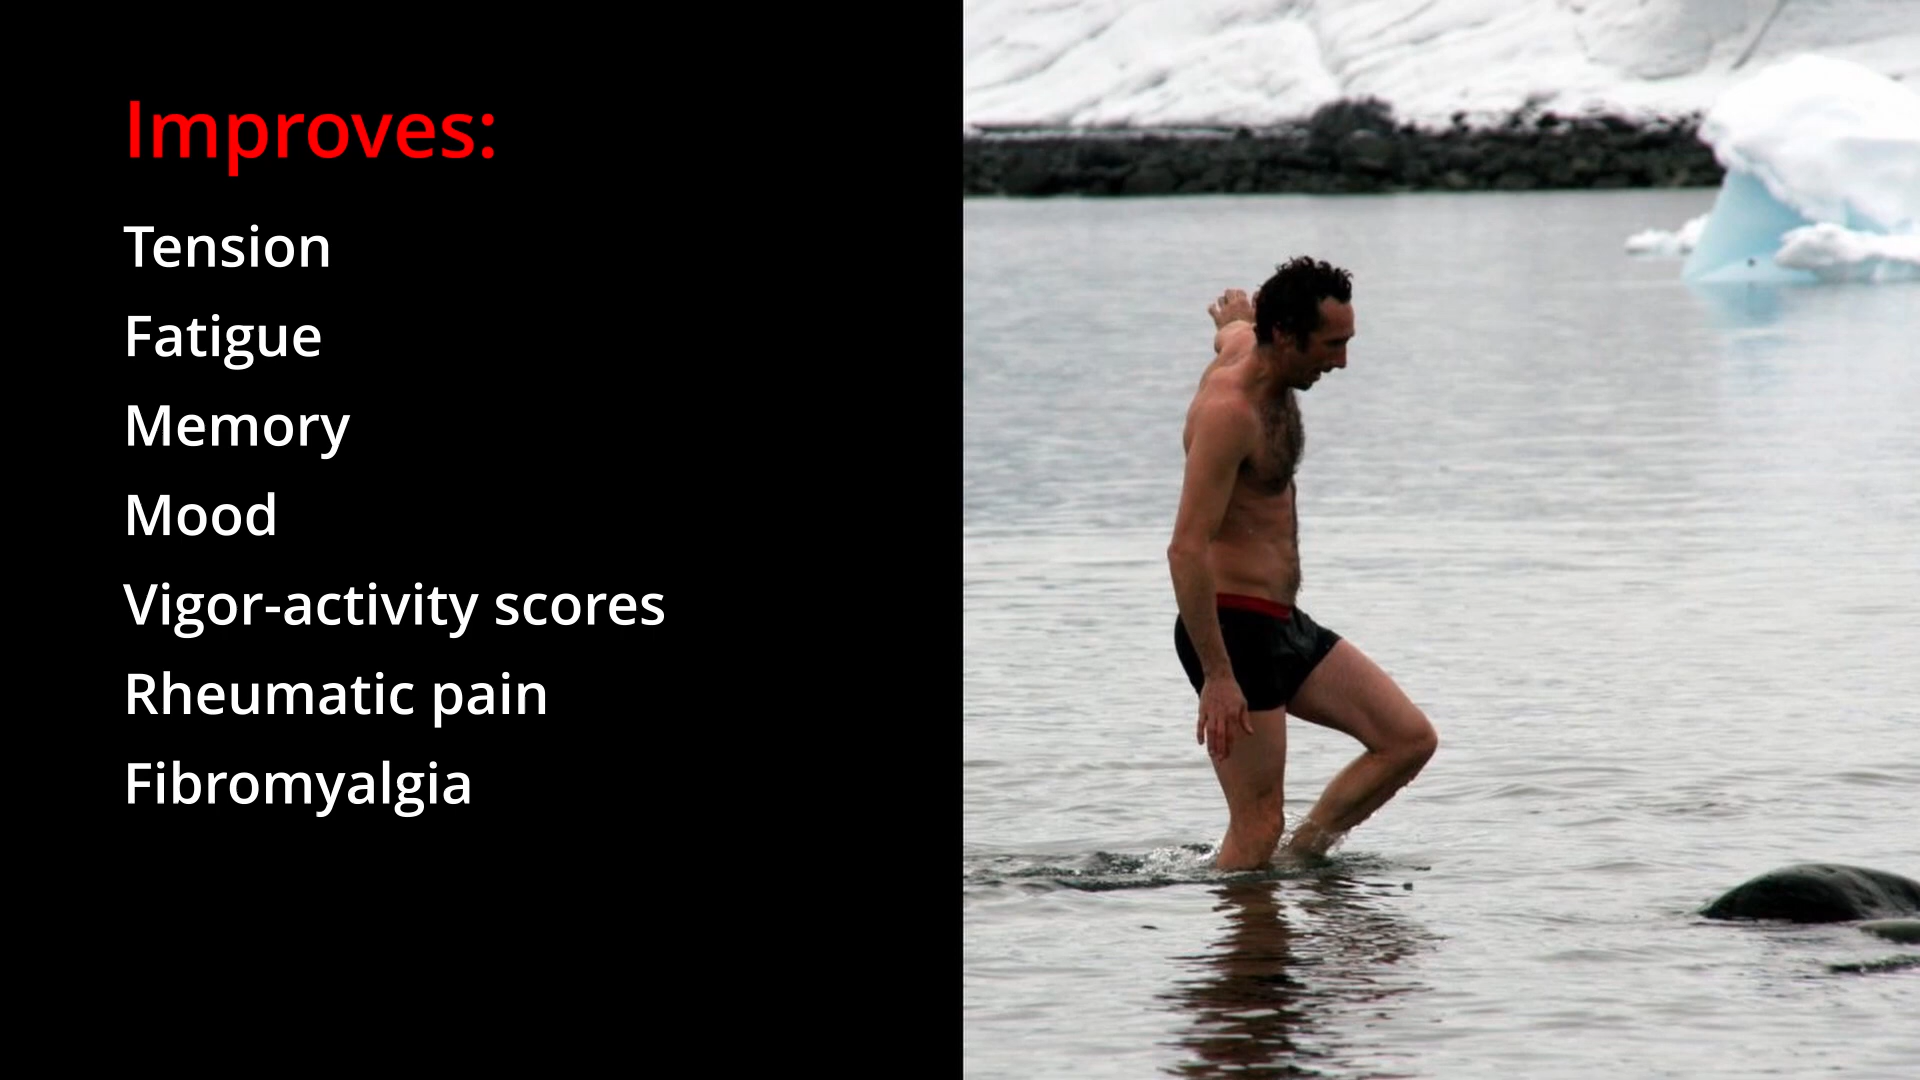 Improves:
Tension
Fatigue
Memory
Mood
Vigor-activity scores
Rheumatic pain
Fibromyalgia